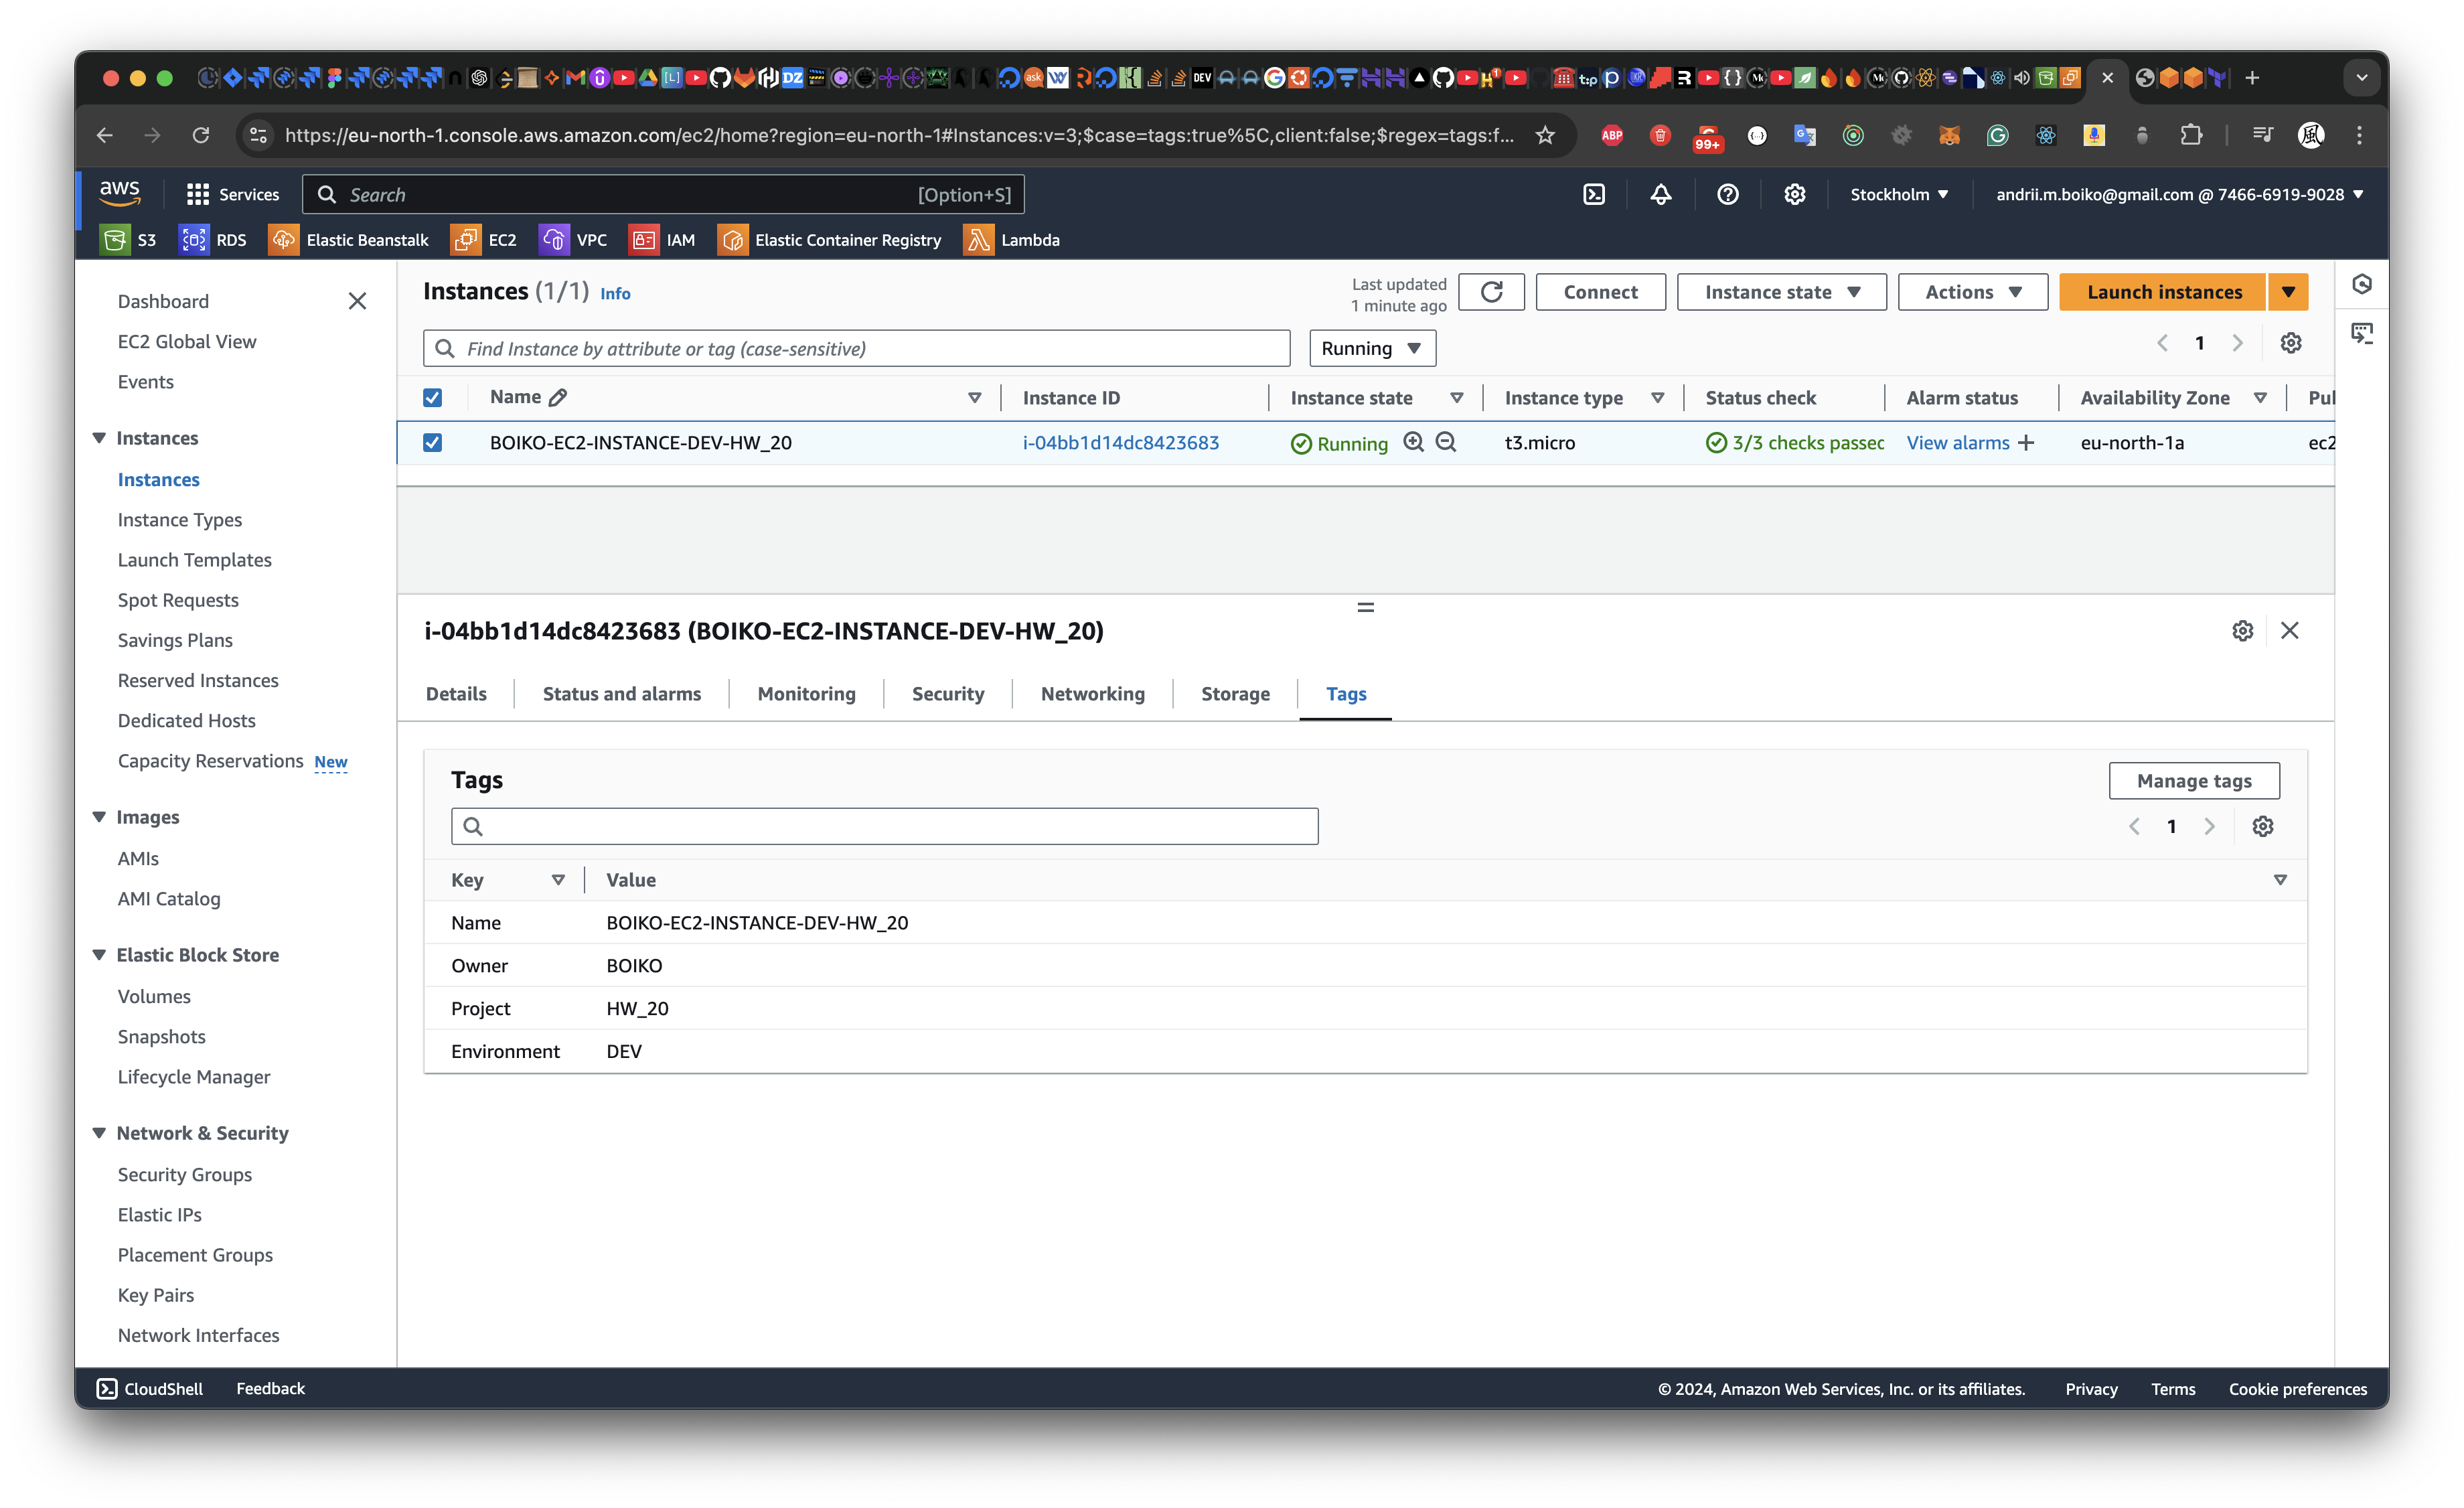 https://eu-north-1.console.aws.amazon.com/ec2/home?region=eu-north-1#Instances:v=3;$case=tags:true%5C,client:false;$regex=tags:f...
ABP
99+
aws
Services
Search
[Option+S]
Stockholm
andrii.m.boiko@gmail.com @ 7466-6919-9028
S3
RDS
Elastic Beanstalk
EC2
VPC
IAM
Elastic Container Registry
Lambda
Dashboard
EC2 Global View
Events
Instances
Instances
Instance Types
Launch Templates
Spot Requests
Savings Plans
Reserved Instances
Dedicated Hosts
Capacity Reservations New
Images
AMIs
AMI Catalog
Elastic Block Store
Volumes
Snapshots
Lifecycle Manager
Network & Security
Security Groups
Elastic IPs
Placement Groups
Key Pairs
Network Interfaces
Instances (1/1) Info
Last updated
1 minute ago
Connect
Instance state
Actions
Launch instances
Find Instance by attribute or tag (case-sensitive)
Running
1
Name
Instance ID
Instance state
Instance type
Status check
Alarm status
Availability Zone
Pul
BOIKO-EC2-INSTANCE-DEV-HW_20
i-04bb1d14dc8423683
Running
t3.micro
3/3 checks passec
View alarms
eu-north-1a
ec2
i-04bb1d14dc8423683 (BOIKO-EC2-INSTANCE-DEV-HW_20)
Details
Status and alarms
Monitoring
Security
Networking
Storage
Tags
Tags
Manage tags
1
Key
Value
Name
BOIKO-EC2-INSTANCE-DEV-HW_20
Owner
BOIKO
Project
HW_20
Environment
DEV
CloudShell
Feedback
© 2024, Amazon Web Services, Inc. or its affiliates.
Privacy
Terms
Cookie preferences